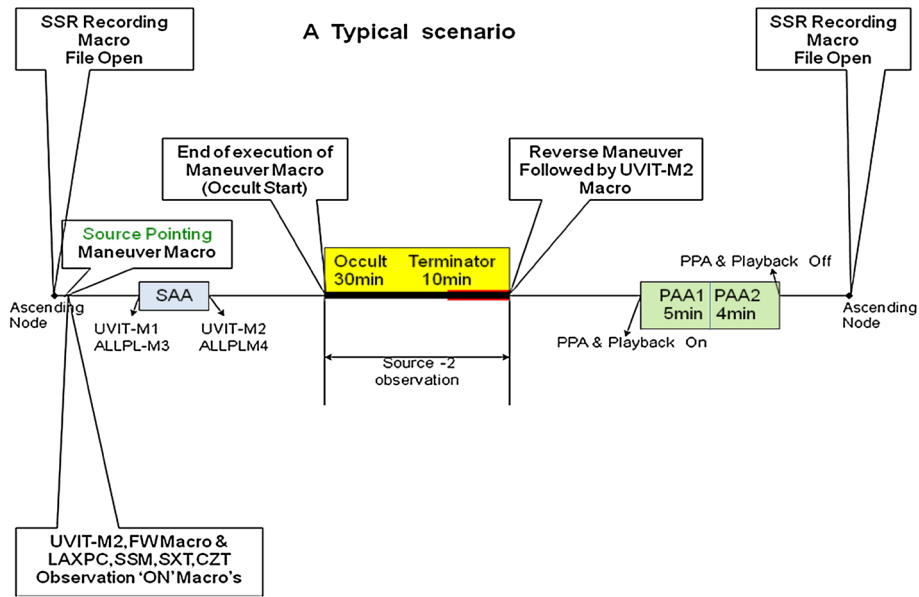 SSR Recording
Macro
File Open
A Typical scenario
SSR Recording
Macro
File Open
End of execution of
Maneuver Macro
(Occult Start)
Reverse Maneuver
Followed by UVIT-M2
Macro
Source Pointing
Maneuver Macro
Occult
30min
Terminator
10min
PPA & Playback Off
Ascending
Node
SAA
PAA1
5min
PAA2
4min
Ascending
Node
UVIT-M1
ALLPL-M3
UVIT-M2
ALLPLM4
PPA & Playback On
Source -2
observation
UVIT-M2,FW Macro &
LAXPC,SSM,SXT,CZT
Observation ‘ON’Macro’s